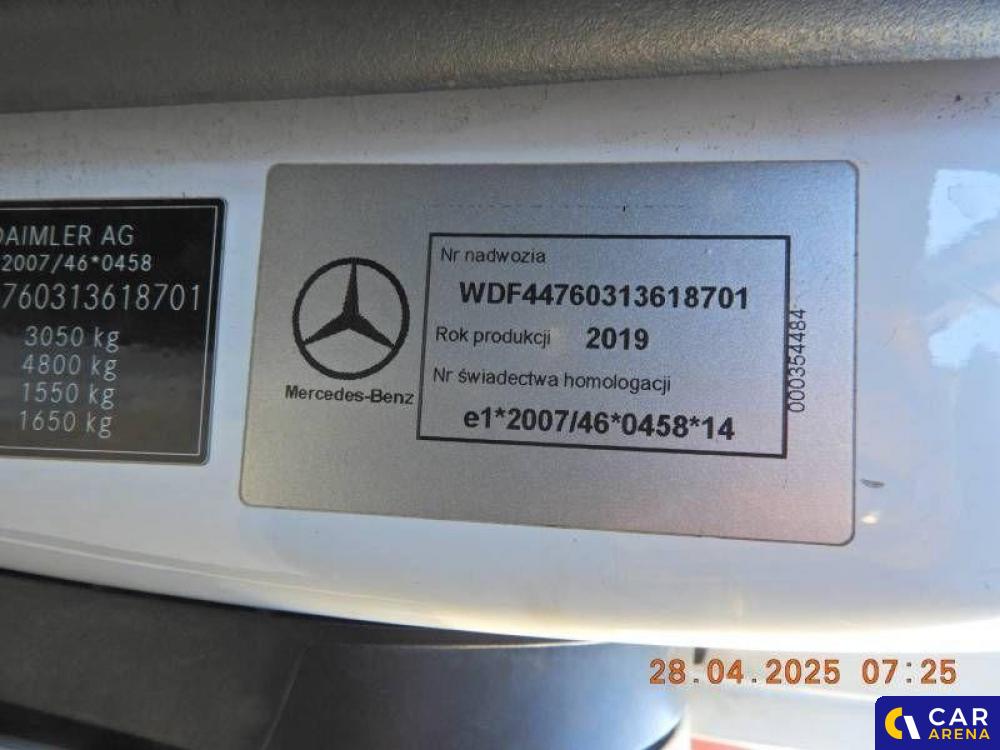 DAIMLER AG
2007/46*0458
760313618701
3050 kg
4800 kg
1550 kg
1650 kg
Mercedes-Benz
Nr nadwozia
WDF44760313618701
Rok produkcji 2019
Nr świadectwa homologacji
e1*2007/46*0458*14
000354484
28.04.2025 07:25
CAR
ARENA